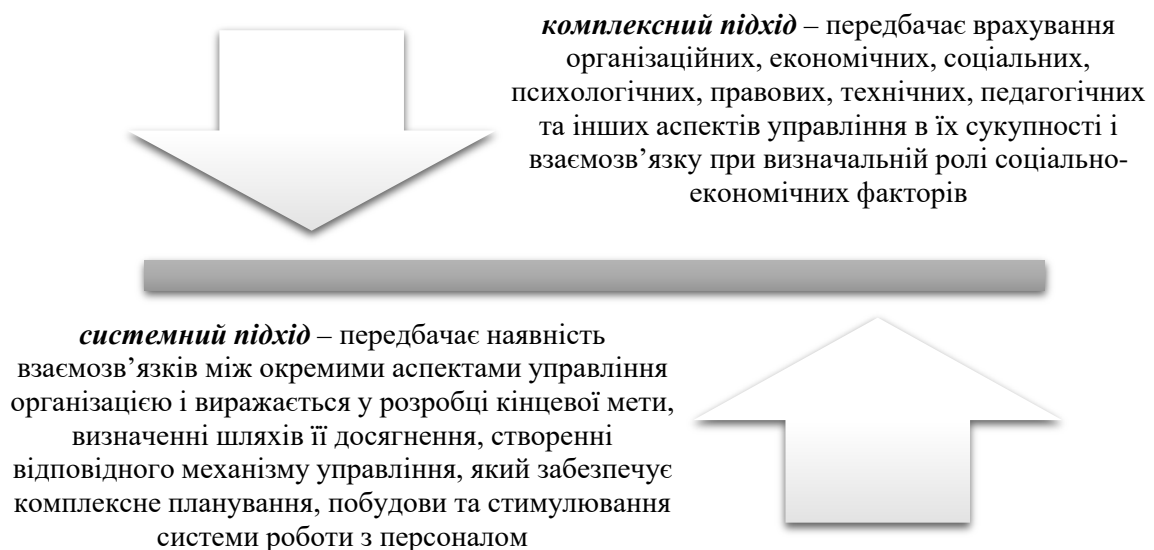 комплексний підхід – передбачає врахування
організаційних, економічних, соціальних,
психологічних, правових, технічних, педагогічних
та інших аспектів управління в їх сукупності і
взаємозв’язку при визначальній ролі соціально-
економічних факторів
системний підхід – передбачає наявність
взаємозв’язків між окремими аспектами управління
організацією і виражається у розробці кінцевої мети,
визначенні шляхів її досягнення, створенні
відповідного механізму управління, який забезпечує
комплексне планування, побудови та стимулювання
системи роботи з персоналом